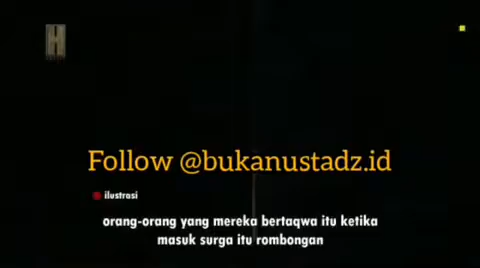 Follow @bukanustadz.id
ilustrasi
orang-orang yang mereka bertaqwa itu ketika
masuk surga itu rombongan